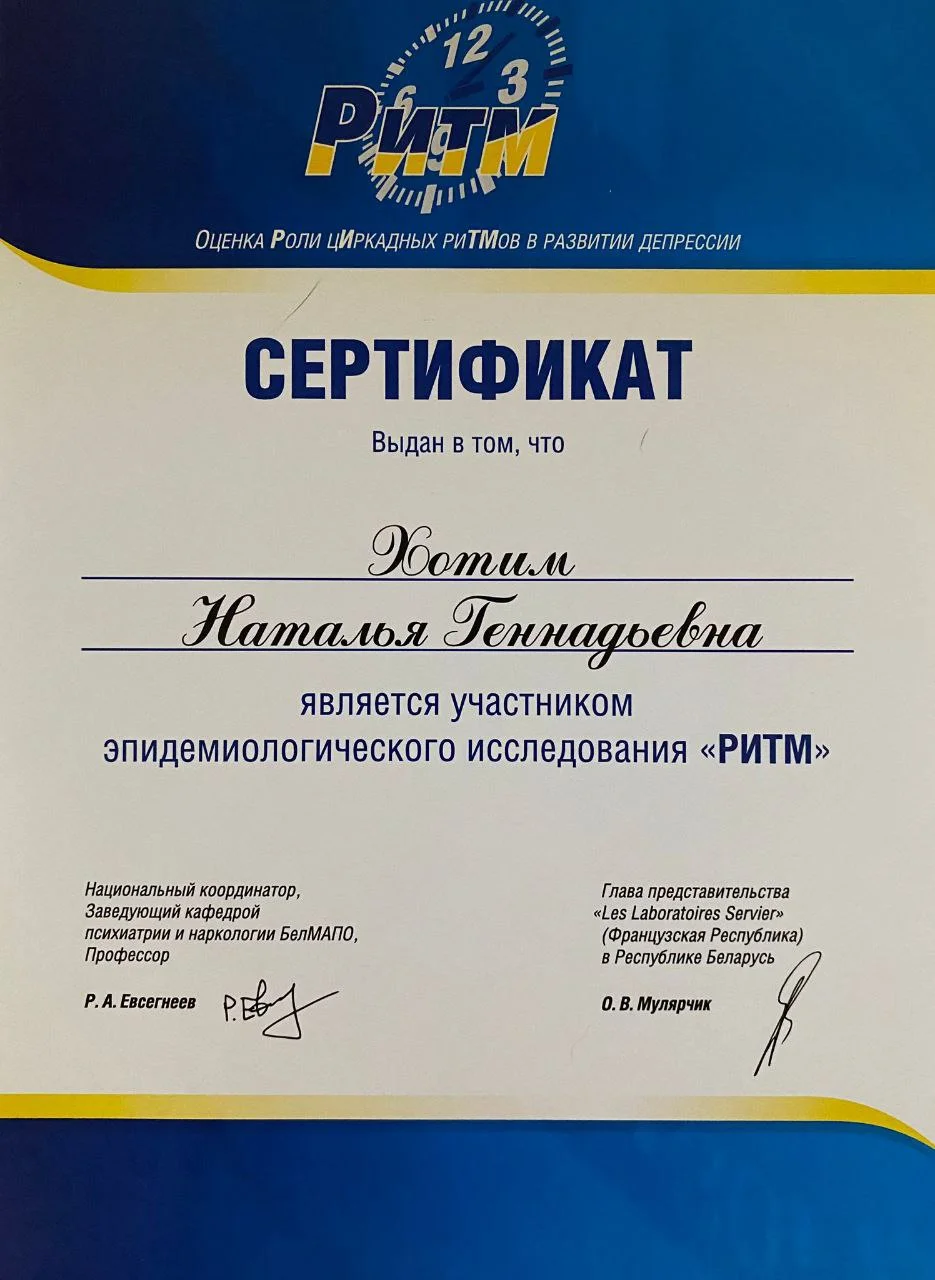 12
3
6
9
РИТМ
Оценка Роли цИркадных риТМов в развитии депрессии
СЕРТИФИКАТ
Выдан в том, что
Хотим
Наталья Геннадьевна
является участником
эпидемиологического исследования «РИТМ»
Национальный координатор,
Заведующий кафедрой
психиатрии и наркологии БелМАПО,
Профессор
Р. А. Евсегнеев
Глава представительства
«Les Laboratoires Servier»
(Французская Республика)
в Республике Беларусь
О. В. Мулярчик